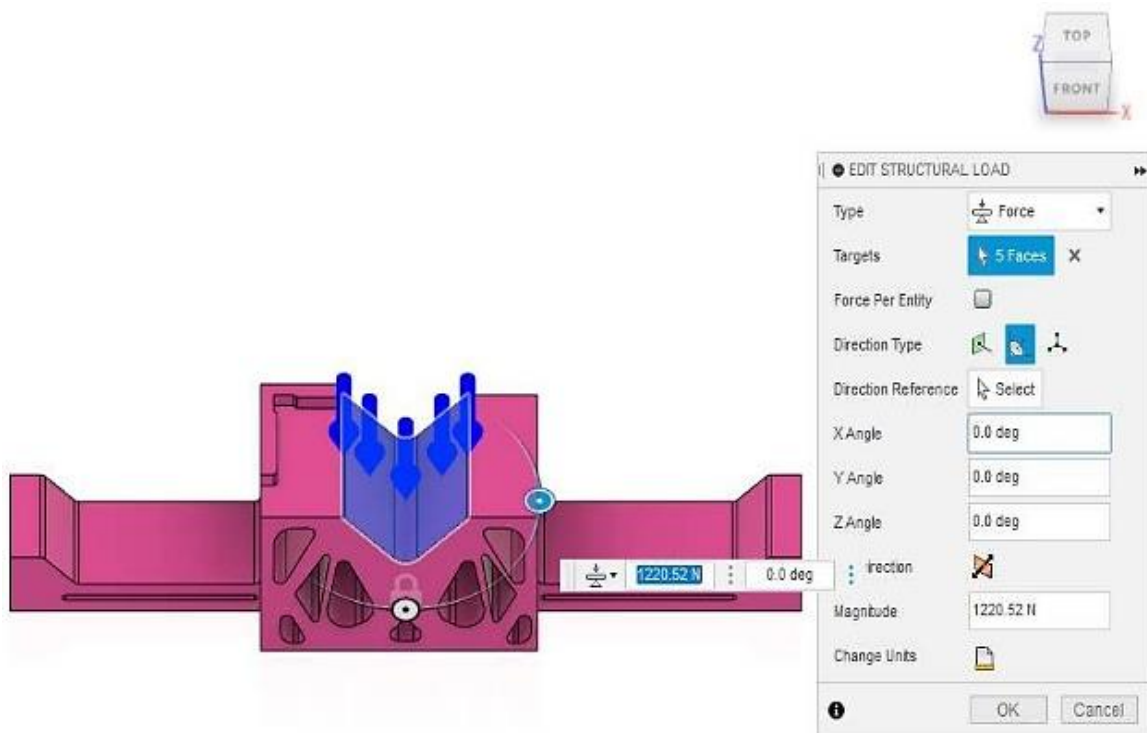 TOP
Z
FRONT
X
EDIT STRUCTURAL LOAD
Type Force
Targets 5 Faces X
Force Per Entity
Direction Type
Direction Reference Select
X Angle 0.0 deg
Y Angle 0.0 deg
Z Angle 0.0 deg
1220.52 N 0.0 deg irection
Magnitude 1220.52 N
Change Units
OK Cancel